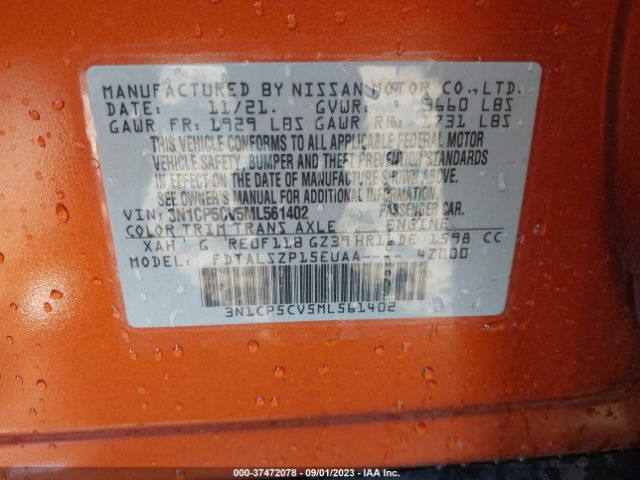 MANUFACTURED BY NISSAN MOTOR CO., LTD.
DATE: 11/21. GVWR: 3660 LBS
GAWR FR: 1929 LBS GAWR RR: 1731 LBS
THIS VEHICLE CONFORMS TO ALL APPLICABLE FEDERAL MOTOR
VEHICLE SAFETY, BUMPER AND THEFT PREVENTION STANDARDS
IN EFFECT ON THE DATE OF MANUFACTURE SHOWN ABOVE.
SEE OWNER'S MANUAL FOR ADDITIONAL INFORMATION.
VIN: 3N1CP5CV5ML561402 PASSENGER CAR.
COLOR TRIM TRANS AXLE ENGINE
XAH G RE0F11B GZ39 HR16DE 1598 CC
MODEL: FDTALSZP15EUAA---- 4Z000
3N1CP5CV5ML561402
000-37472078 - 09/01/2023 - IAA Inc.